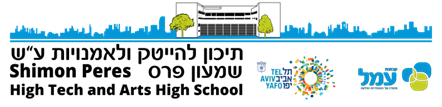 תיכון להייטק ולאמנויות ע״ש
שמעון פרס Shimon Peres
High Tech and Arts High School
TEL AVIV YAFO
תל אביב יפו
עמל